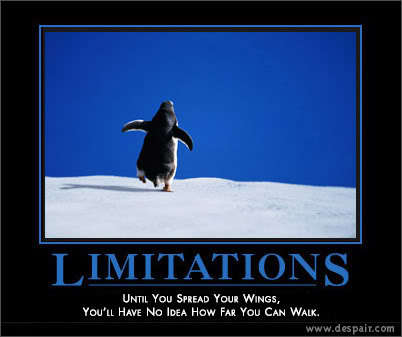 LIMITATIONS
UNTIL YOU SPREAD YOUR WINGS,
YOU'LL HAVE NO IDEA HOW FAR YOU CAN WALK.
www.despair.com